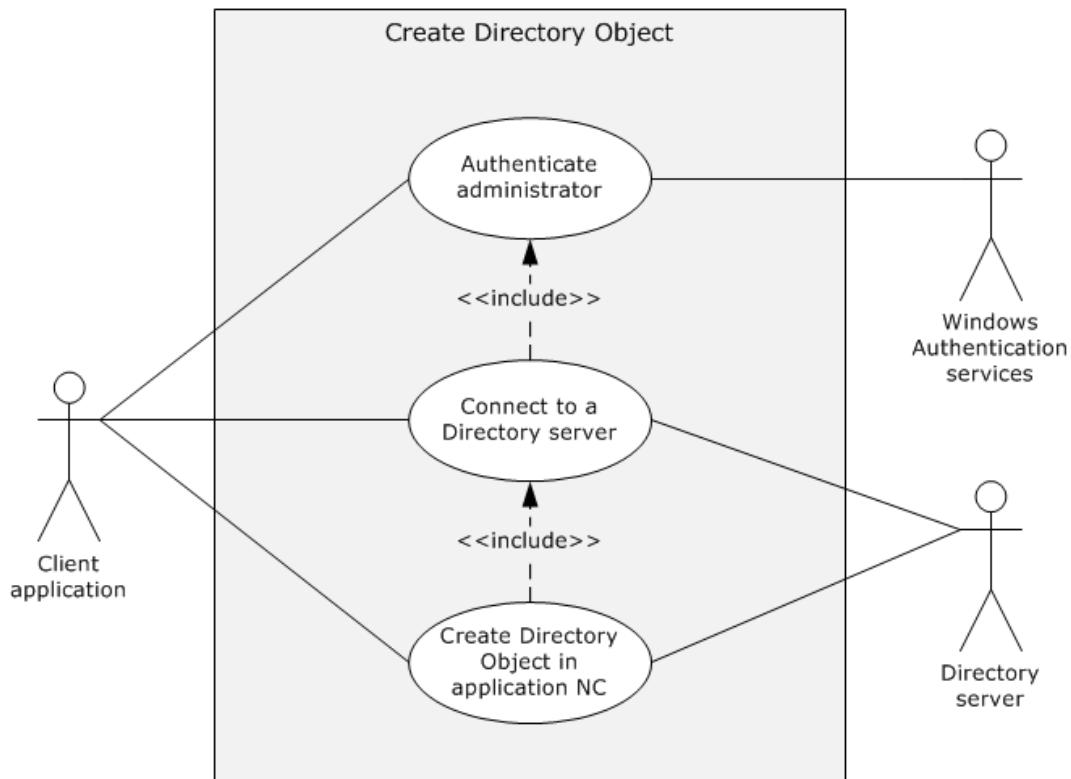 Create Directory Object
Authenticate
administrator
<<include>>
Windows
Authentication
services
Connect to a
Directory server
Client
application
<<include>>
Create Directory
Object in
application NC
Directory
server